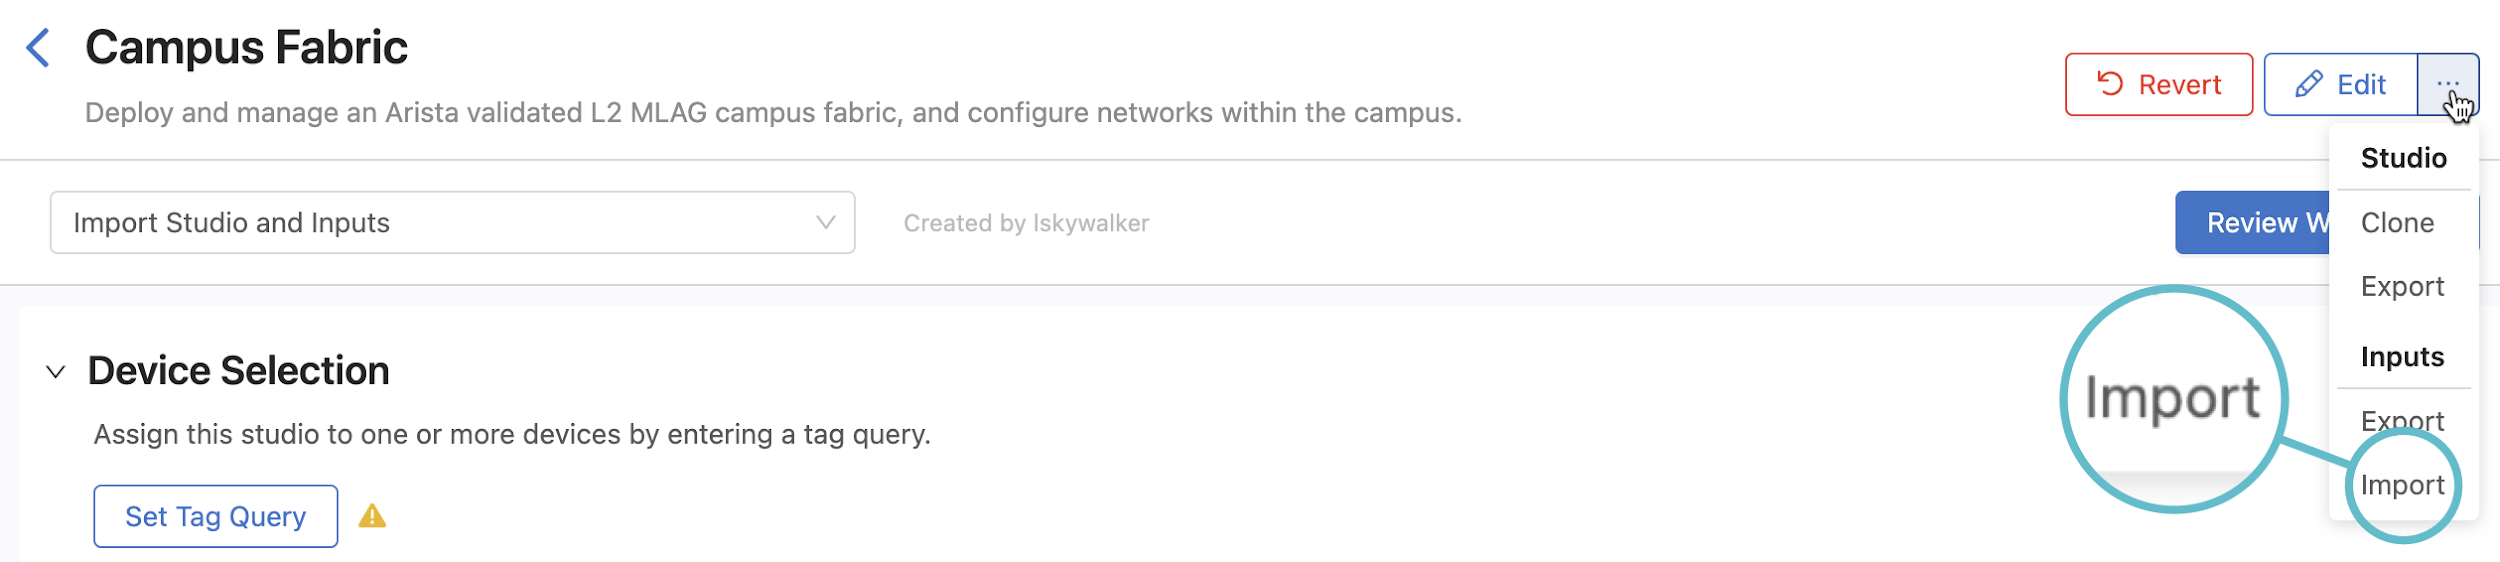 Campus Fabric
Deploy and manage an Arista validated L2 MLAG campus fabric, and configure networks within the campus.
Revert
Edit
...
Studio
Import Studio and Inputs
Created by lskywalker
Review W
Clone
Export
Inputs
Export
Import
Import
Device Selection
Assign this studio to one or more devices by entering a tag query.
Set Tag Query